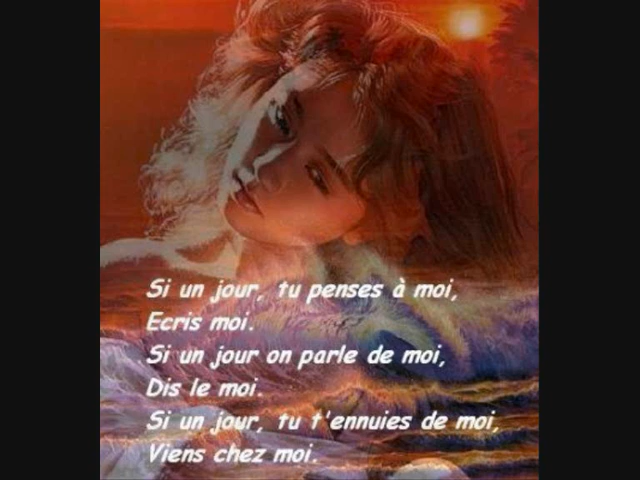 Si un jour, tu penses à moi,
Ecris moi.
Si un jour on parle de moi,
Dis le moi.
Si un jour, tu t'ennuies de moi,
Viens chez moi.